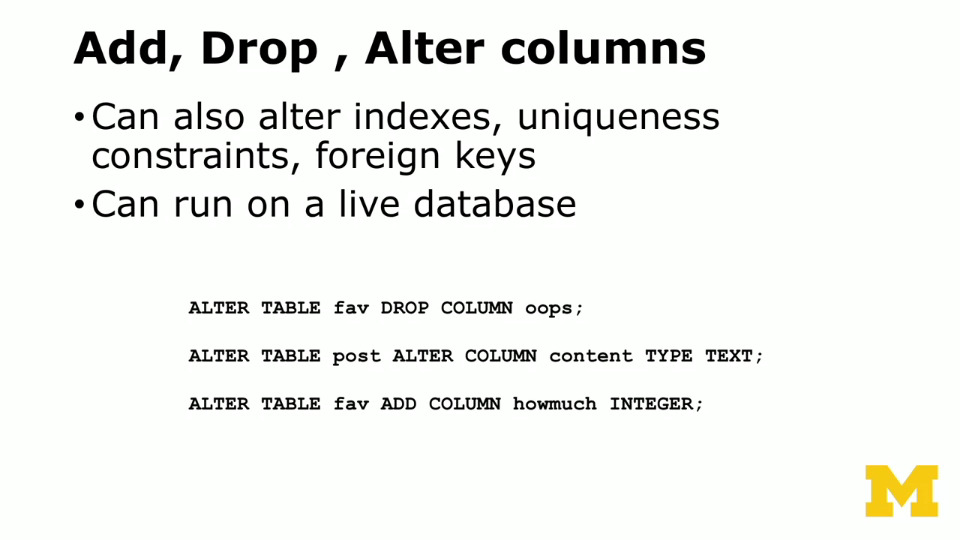 Add, Drop , Alter columns
•Can also alter indexes, uniqueness
constraints, foreign keys
•Can run on a live database
ALTER TABLE fav DROP COLUMN oops;
ALTER TABLE post ALTER COLUMN content TYPE TEXT;
ALTER TABLE fav ADD COLUMN howmuch INTEGER;
M